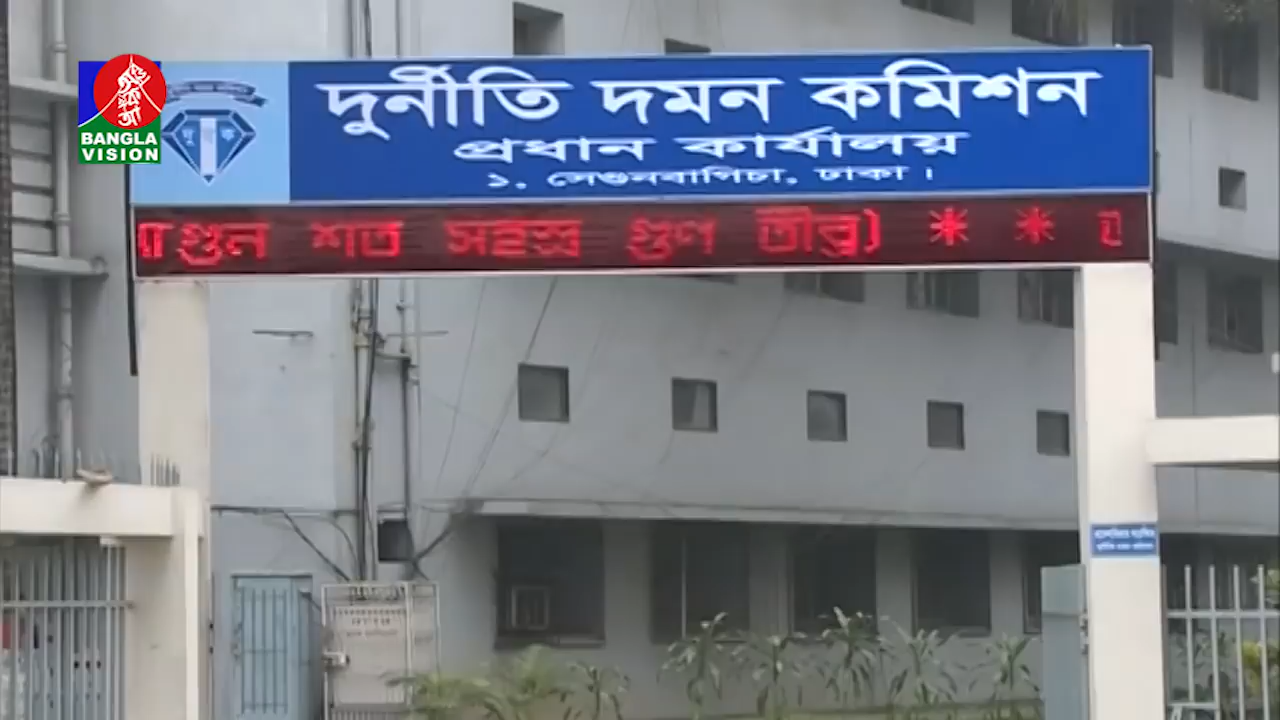 দুর্নীতি দমন কমিশন
প্রধান কার্যালয়
১, সেগুনবাগিচা, ঢাকা।
গুন শত সহস্র গুণ তীব্র) * *
BANGLA
VISION